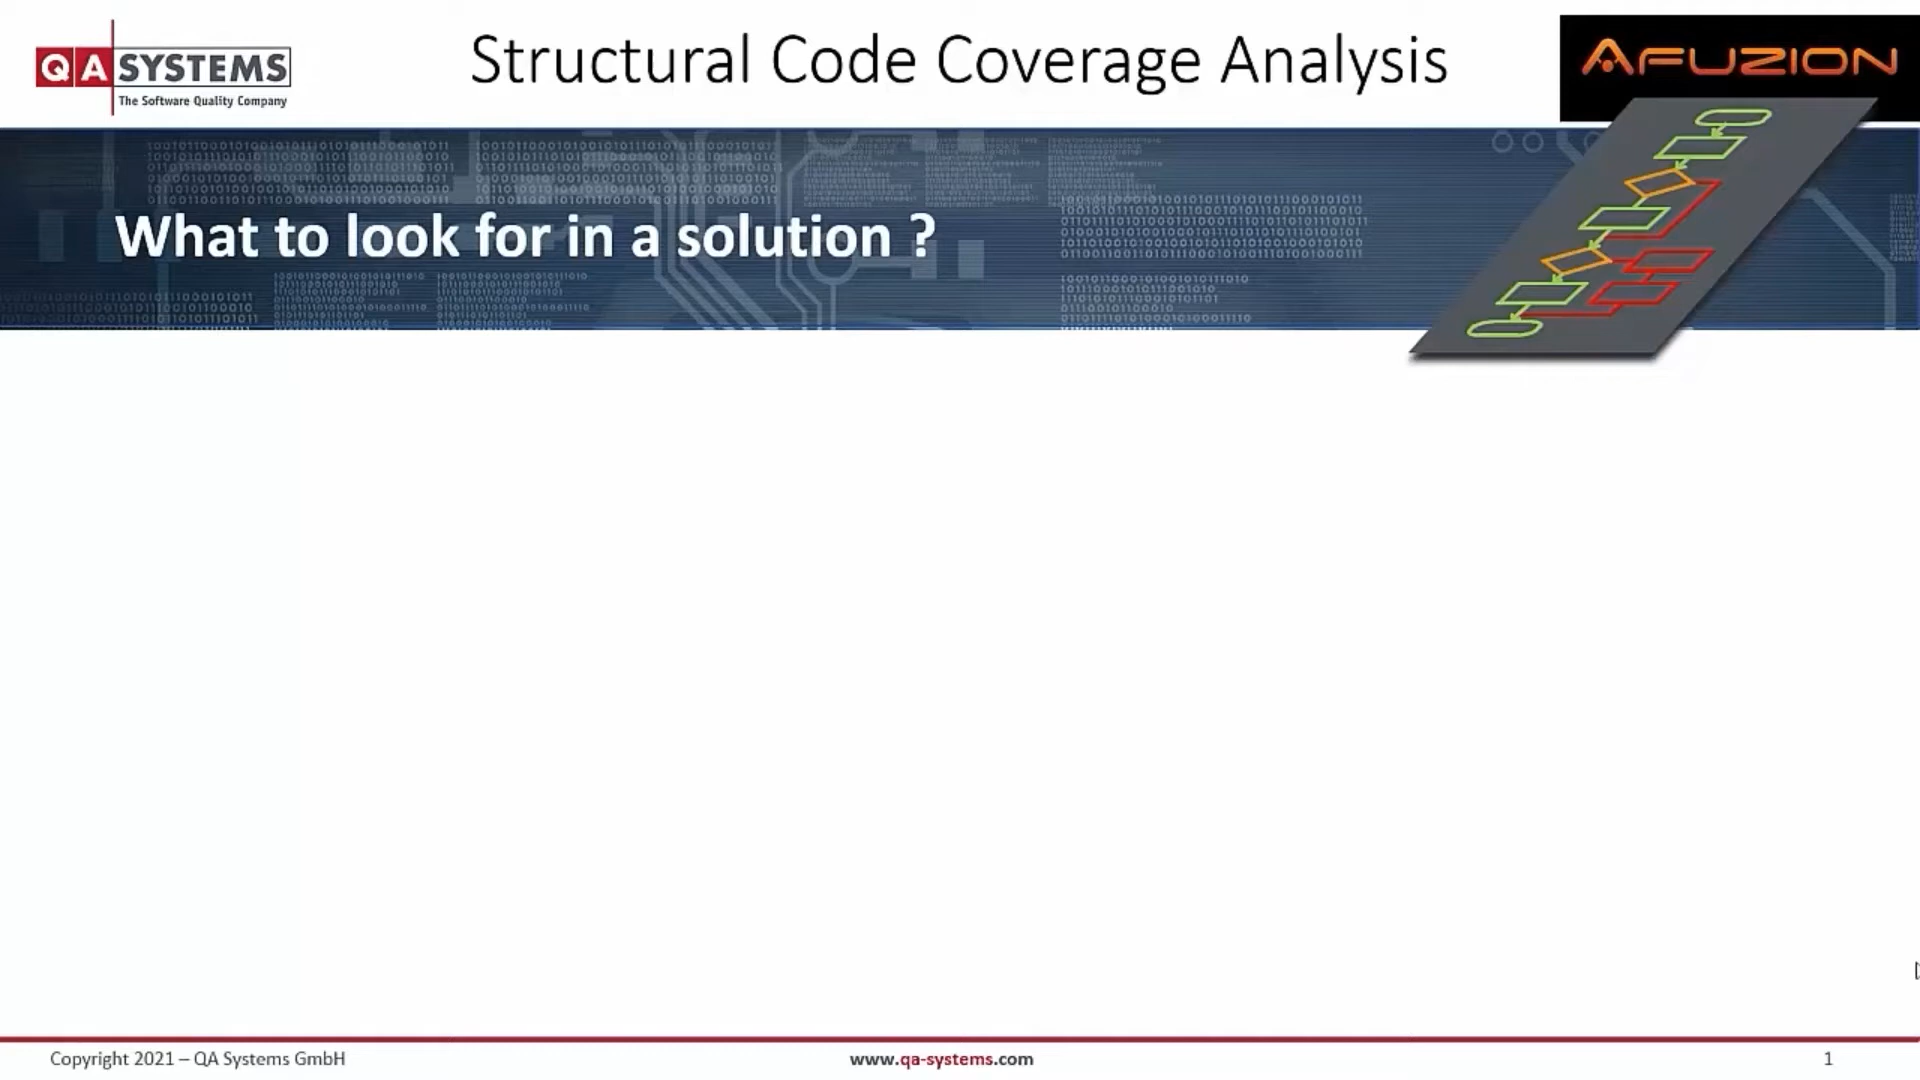 QA SYSTEMS
The Software Quality Company
Structural Code Coverage Analysis
AFUZION
What to look for in a solution ?
Copyright 2021 – QA Systems GmbH
www.qa-systems.com
1